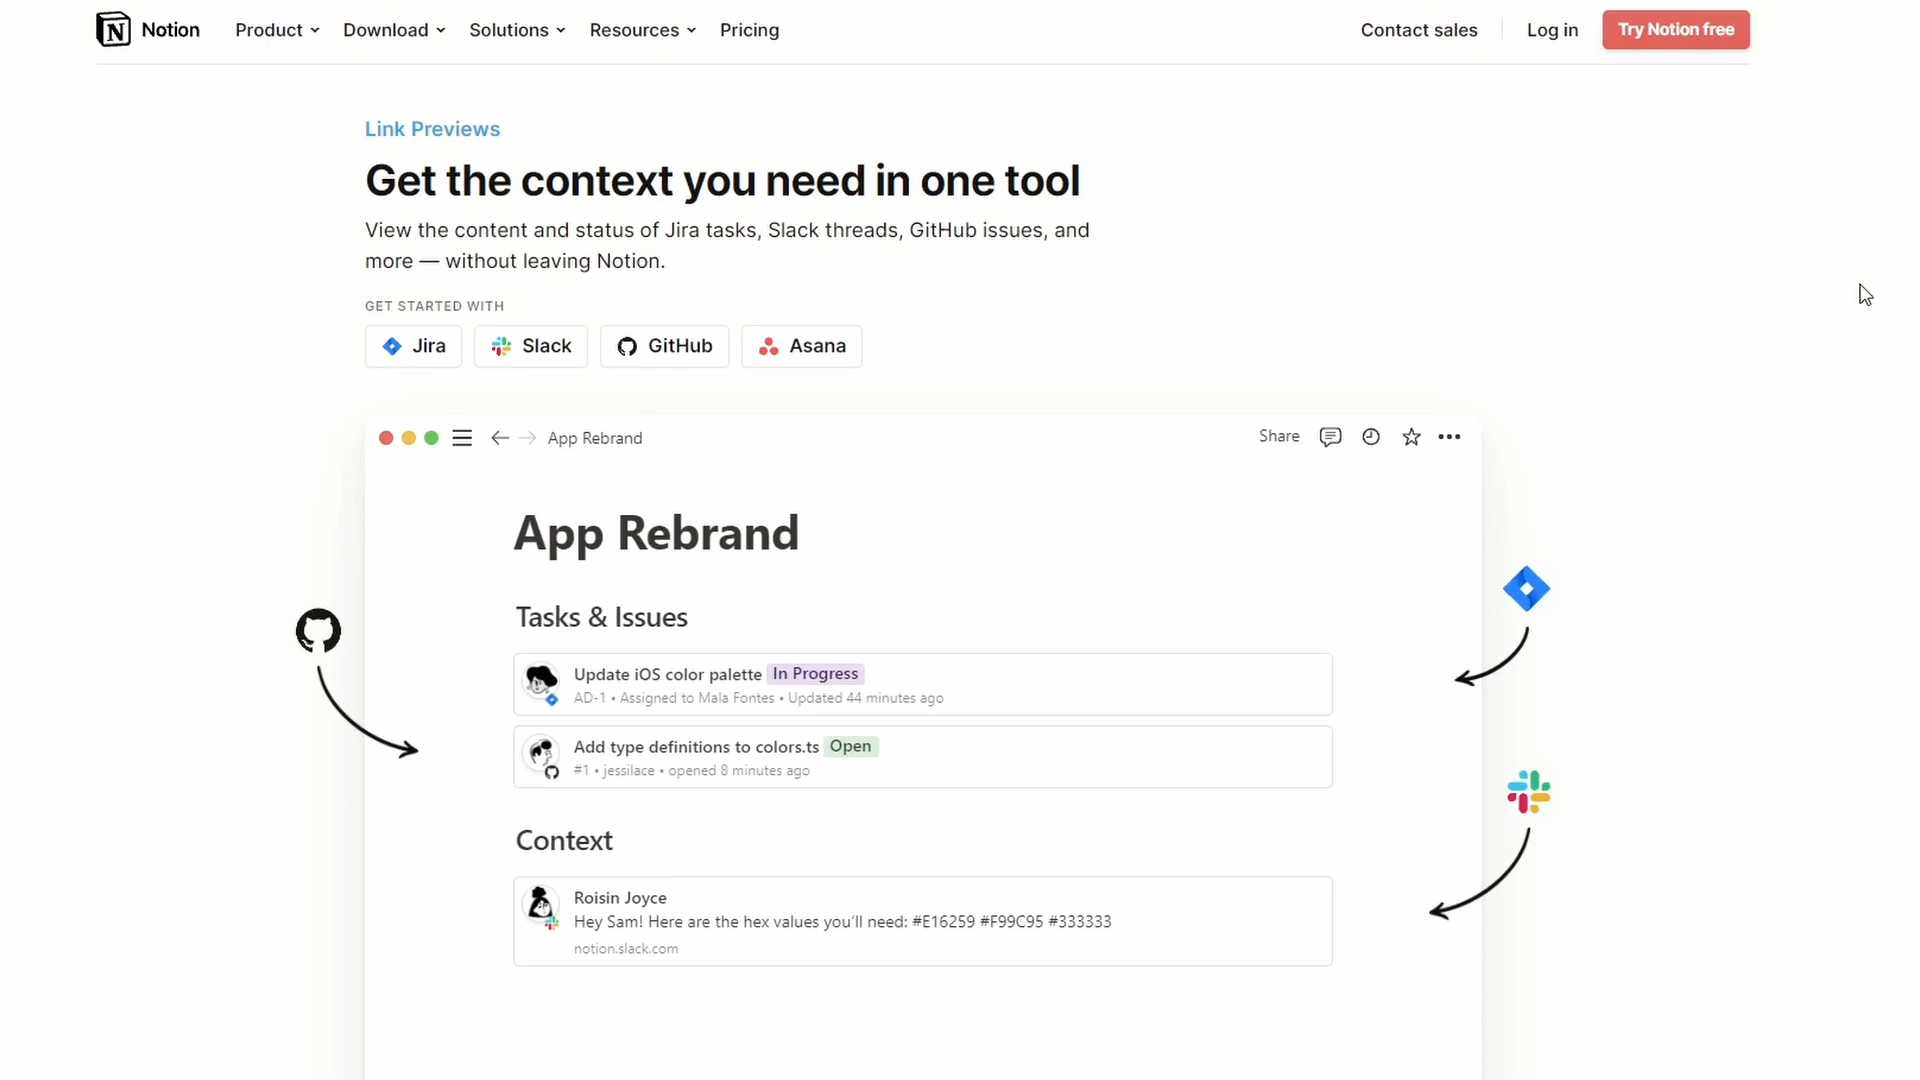 Notion Product Download Solutions Resources Pricing Contact sales Log in Try Notion free
Link Previews
Get the context you need in one tool
View the content and status of Jira tasks, Slack threads, GitHub issues, and
more — without leaving Notion.
GET STARTED WITH
Jira Slack GitHub Asana
App Rebrand Share
App Rebrand
Tasks & Issues
Update iOS color palette In Progress
AD-1 • Assigned to Mala Fontes • Updated 44 minutes ago
Add type definitions to colors.ts Open
#1 • jessilace • opened 8 minutes ago
Context
Roisin Joyce
Hey Sam! Here are the hex values you’ll need: #E16259 #F99C95 #333333
notion.slack.com